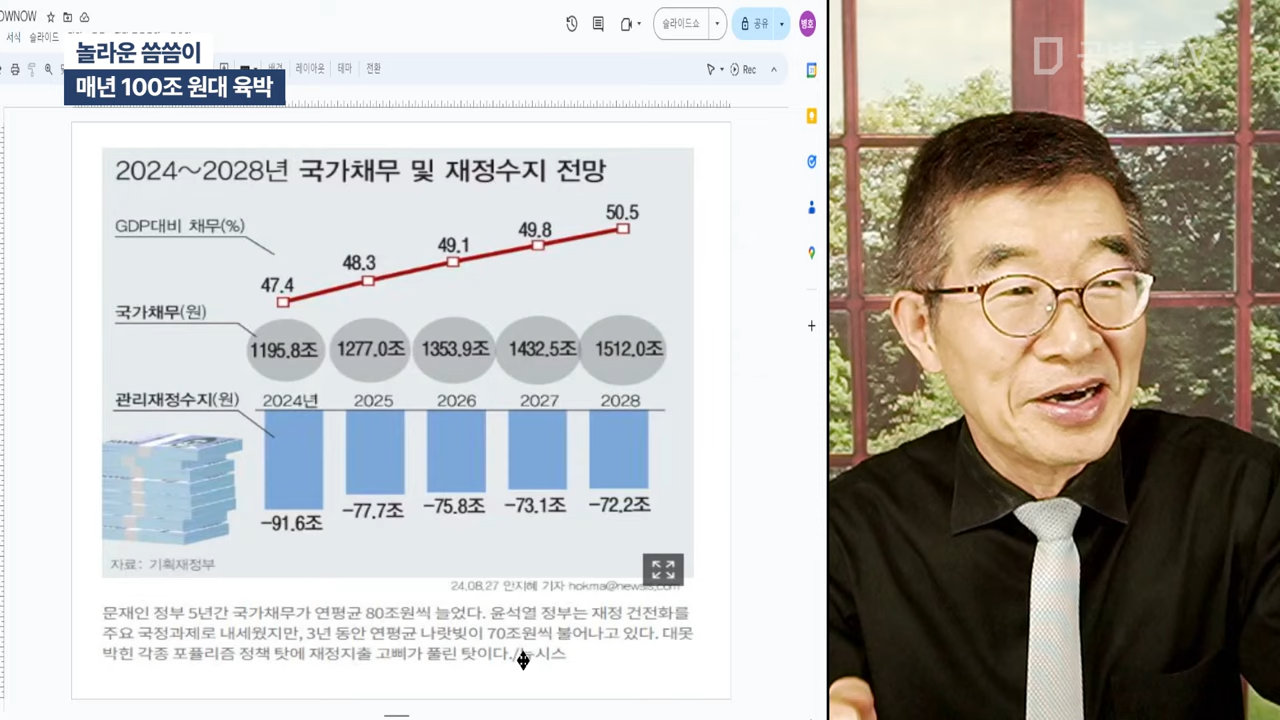 OWNOW
서식 슬라이드
놀라운 씀씀이
매년 100조 원대 육박
배경 레이아웃 테마 전환
슬라이드쇼
공유
병호
Rec
공병호TV
2024~2028년 국가채무 및 재정수지 전망
GDP대비 채무(%)
47.4 48.3 49.1 49.8 50.5
국가채무(원)
1195.8조 1277.0조 1353.9조 1432.5조 1512.0조
관리재정수지(원)
2024년 2025 2026 2027 2028
-91.6조 -77.7조 -75.8조 -73.1조 -72.2조
자료: 기획재정부
24.08.27 안지혜 기자 hokma@newsis.com
문재인 정부 5년간 국가채무가 연평균 80조원씩 늘었다. 윤석열 정부는 재정 건전화를
주요 국정과제로 내세웠지만, 3년 동안 연평균 나랏빚이 70조원씩 불어나고 있다. 대못
박힌 각종 포퓰리즘 정책 탓에 재정지출 고삐가 풀린 탓이다./뉴시스